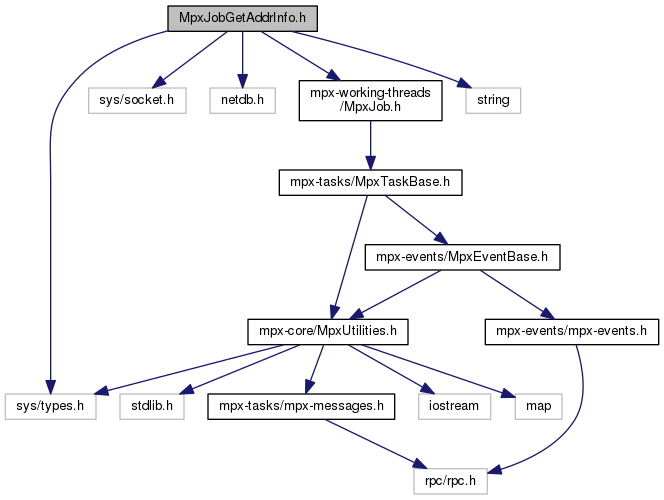 MpxJobGetAddrInfo.h
sys/socket.h
netdb.h
mpx-working-threads
/MpxJob.h
string
mpx-tasks/MpxTaskBase.h
mpx-events/MpxEventBase.h
mpx-core/MpxUtilities.h
mpx-events/mpx-events.h
sys/types.h
stdlib.h
mpx-tasks/mpx-messages.h
iostream
map
rpc/rpc.h